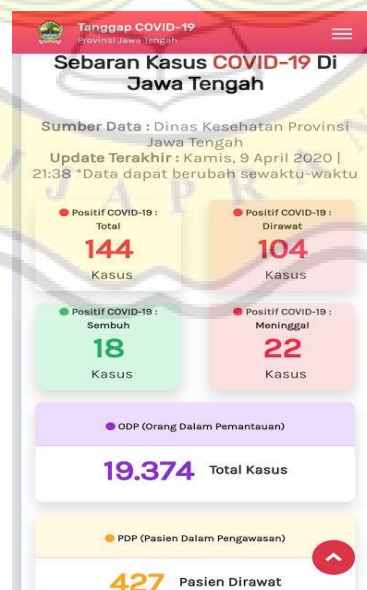 Tanggap COVID-19
Provinsi Jawa Tengah
Sebaran Kasus COVID-19 Di
Jawa Tengah
Sumber Data : Dinas Kesehatan Provinsi
Jawa Tengah
Update Terakhir : Kamis, 9 April 2020 |
21:38 *Data dapat berubah sewaktu-waktu
Positif COVID-19 :
Total
144
Kasus
Positif COVID-19 :
Dirawat
104
Kasus
Positif COVID-19 :
Sembuh
18
Kasus
Positif COVID-19 :
Meninggal
22
Kasus
ODP (Orang Dalam Pemantauan)
19.374 Total Kasus
PDP (Pasien Dalam Pengawasan)
427 Pasien Dirawat